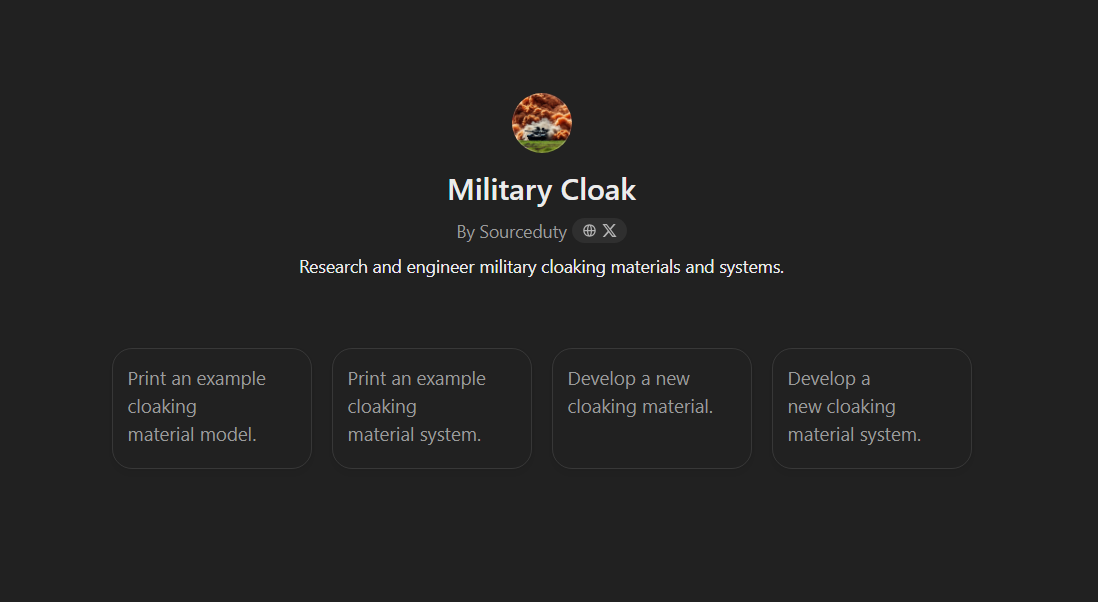 Military Cloak
By Sourceduty
Research and engineer military cloaking materials and systems.
Print an example
cloaking
material model.
Print an example
cloaking
material system.
Develop a new
cloaking material.
Develop a
new cloaking
material system.